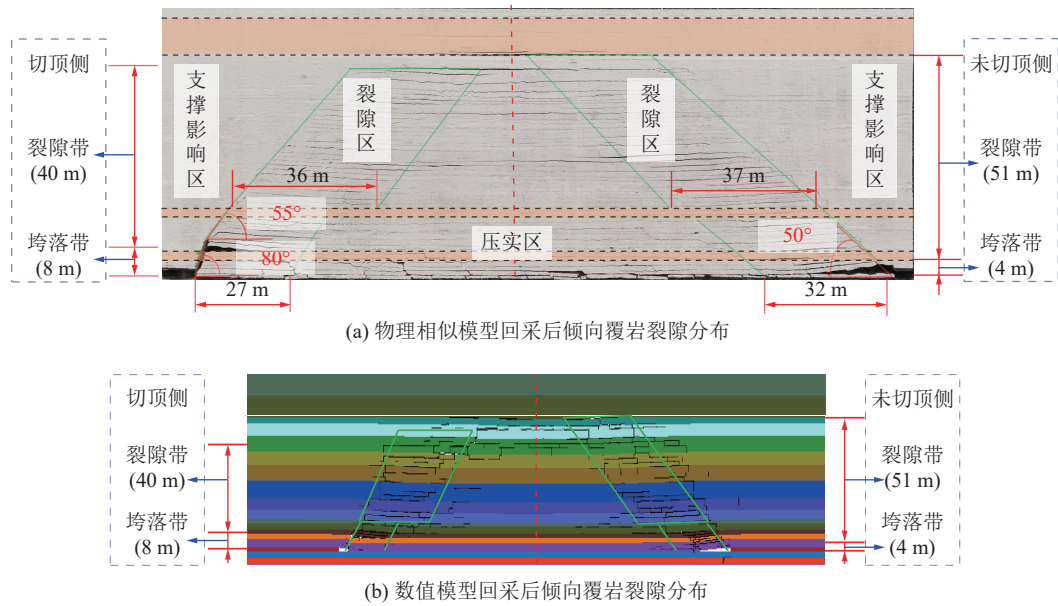 切顶侧
裂隙带
(40 m)
垮落带
(8 m)
支撑影响区
裂隙区
36 m
55°
80°
27 m
压实区
裂隙区
37 m
50°
32 m
支撑影响区
未切顶侧
裂隙带
(51 m)
垮落带
(4 m)
(a) 物理相似模型回采后倾向覆岩裂隙分布
切顶侧
裂隙带
(40 m)
垮落带
(8 m)
未切顶侧
裂隙带
(51 m)
垮落带
(4 m)
(b) 数值模型回采后倾向覆岩裂隙分布